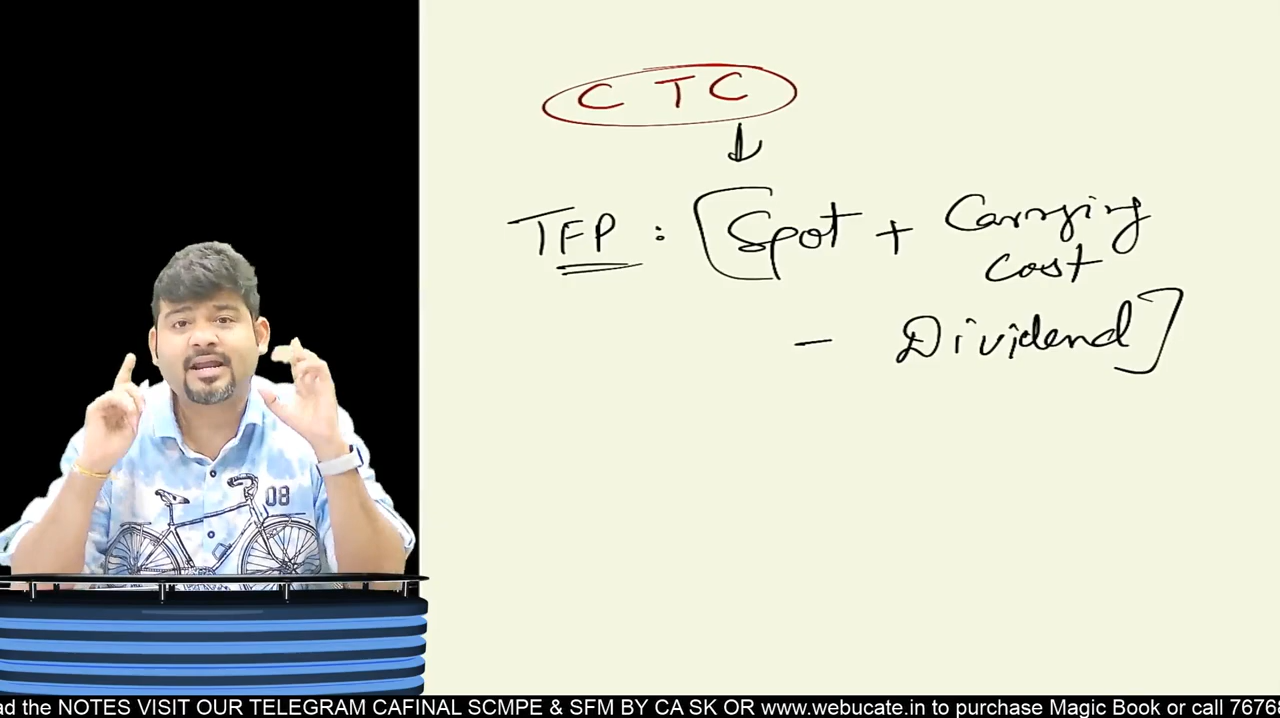 C T C
TFP : [Spot + Carrying
cost
- Dividend]
08
ad the NOTES VISIT OUR TELEGRAM CAFINAL SCMPE & SFM BY CA SK OR www.webucate.in to purchase Magic Book or call 7676